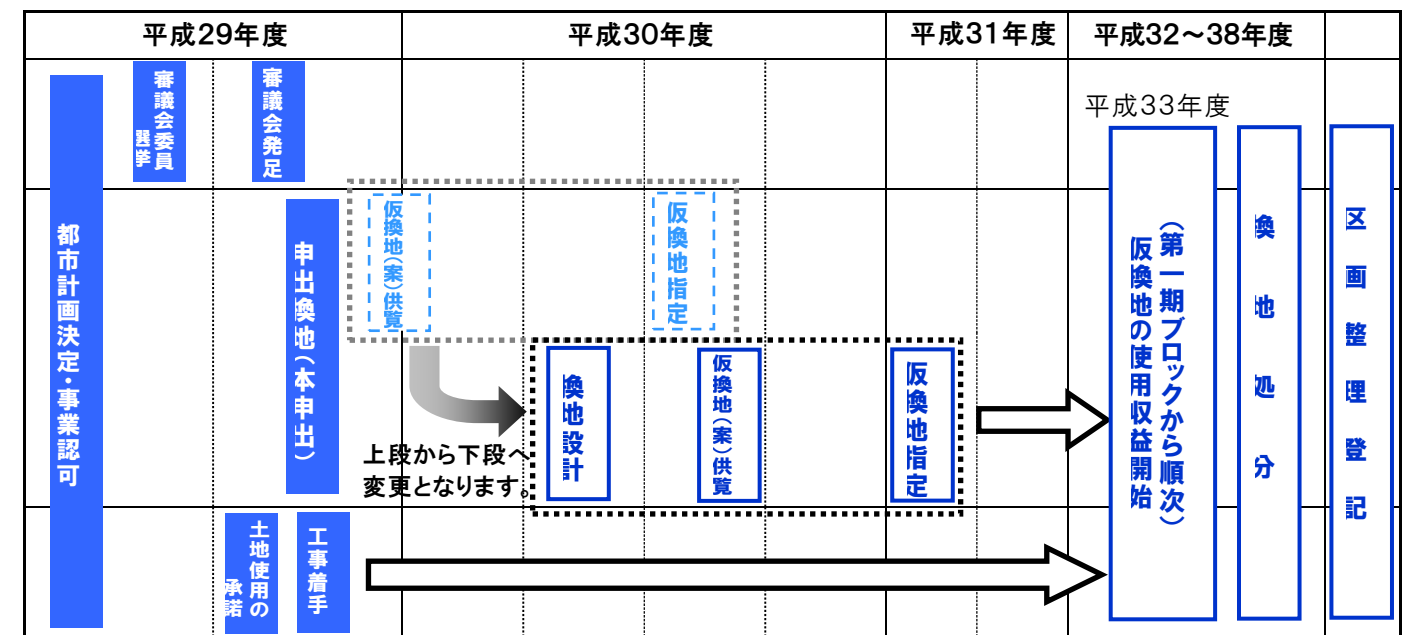 平成29年度
平成30年度
平成31年度
平成32~38年度
都市計画決定・事業認可
審議会委員
選挙
審議会発足
申出換地(本申出)
土地使用の
承諾
工事着手
仮換地(案)供覧
仮換地指定
上段から下段へ
変更となります。
換地設計
仮換地(案)供覧
仮換地指定
平成33年度
(第一期ブロックから順次)
仮換地の使用収益開始
換地処分
区画整理登記